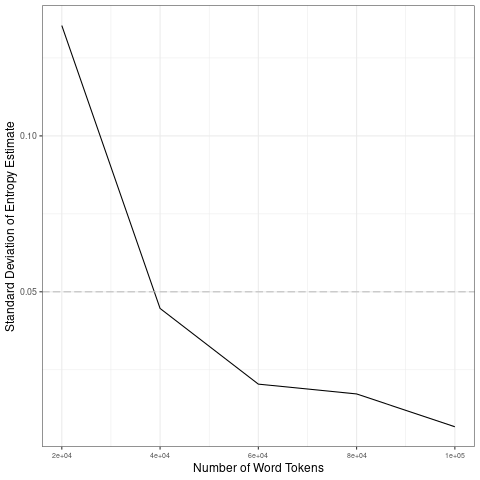 Standard Deviation of Entropy Estimate
0.10
0.05
2e+04 4e+04 6e+04 8e+04 1e+05
Number of Word Tokens